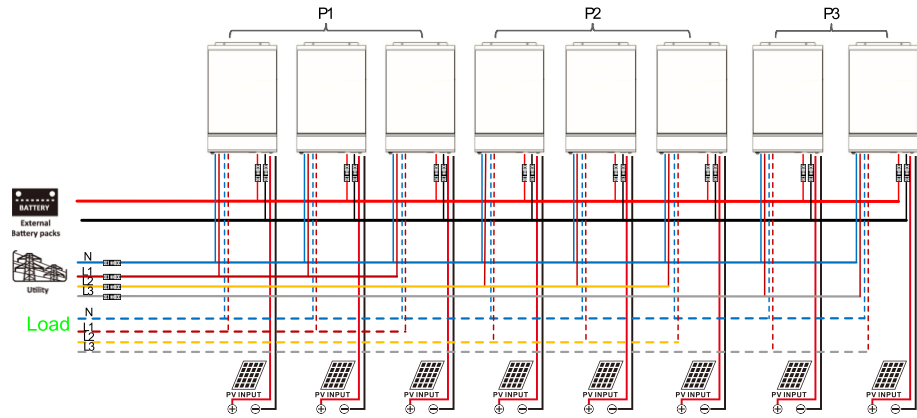 P1 P2 P3
BATTERY
External
Battery packs
N
L1
L2
L3
Utility
N
Load
L1
L2
L3
PV INPUT PV INPUT PV INPUT PV INPUT PV INPUT PV INPUT PV INPUT PV INPUT